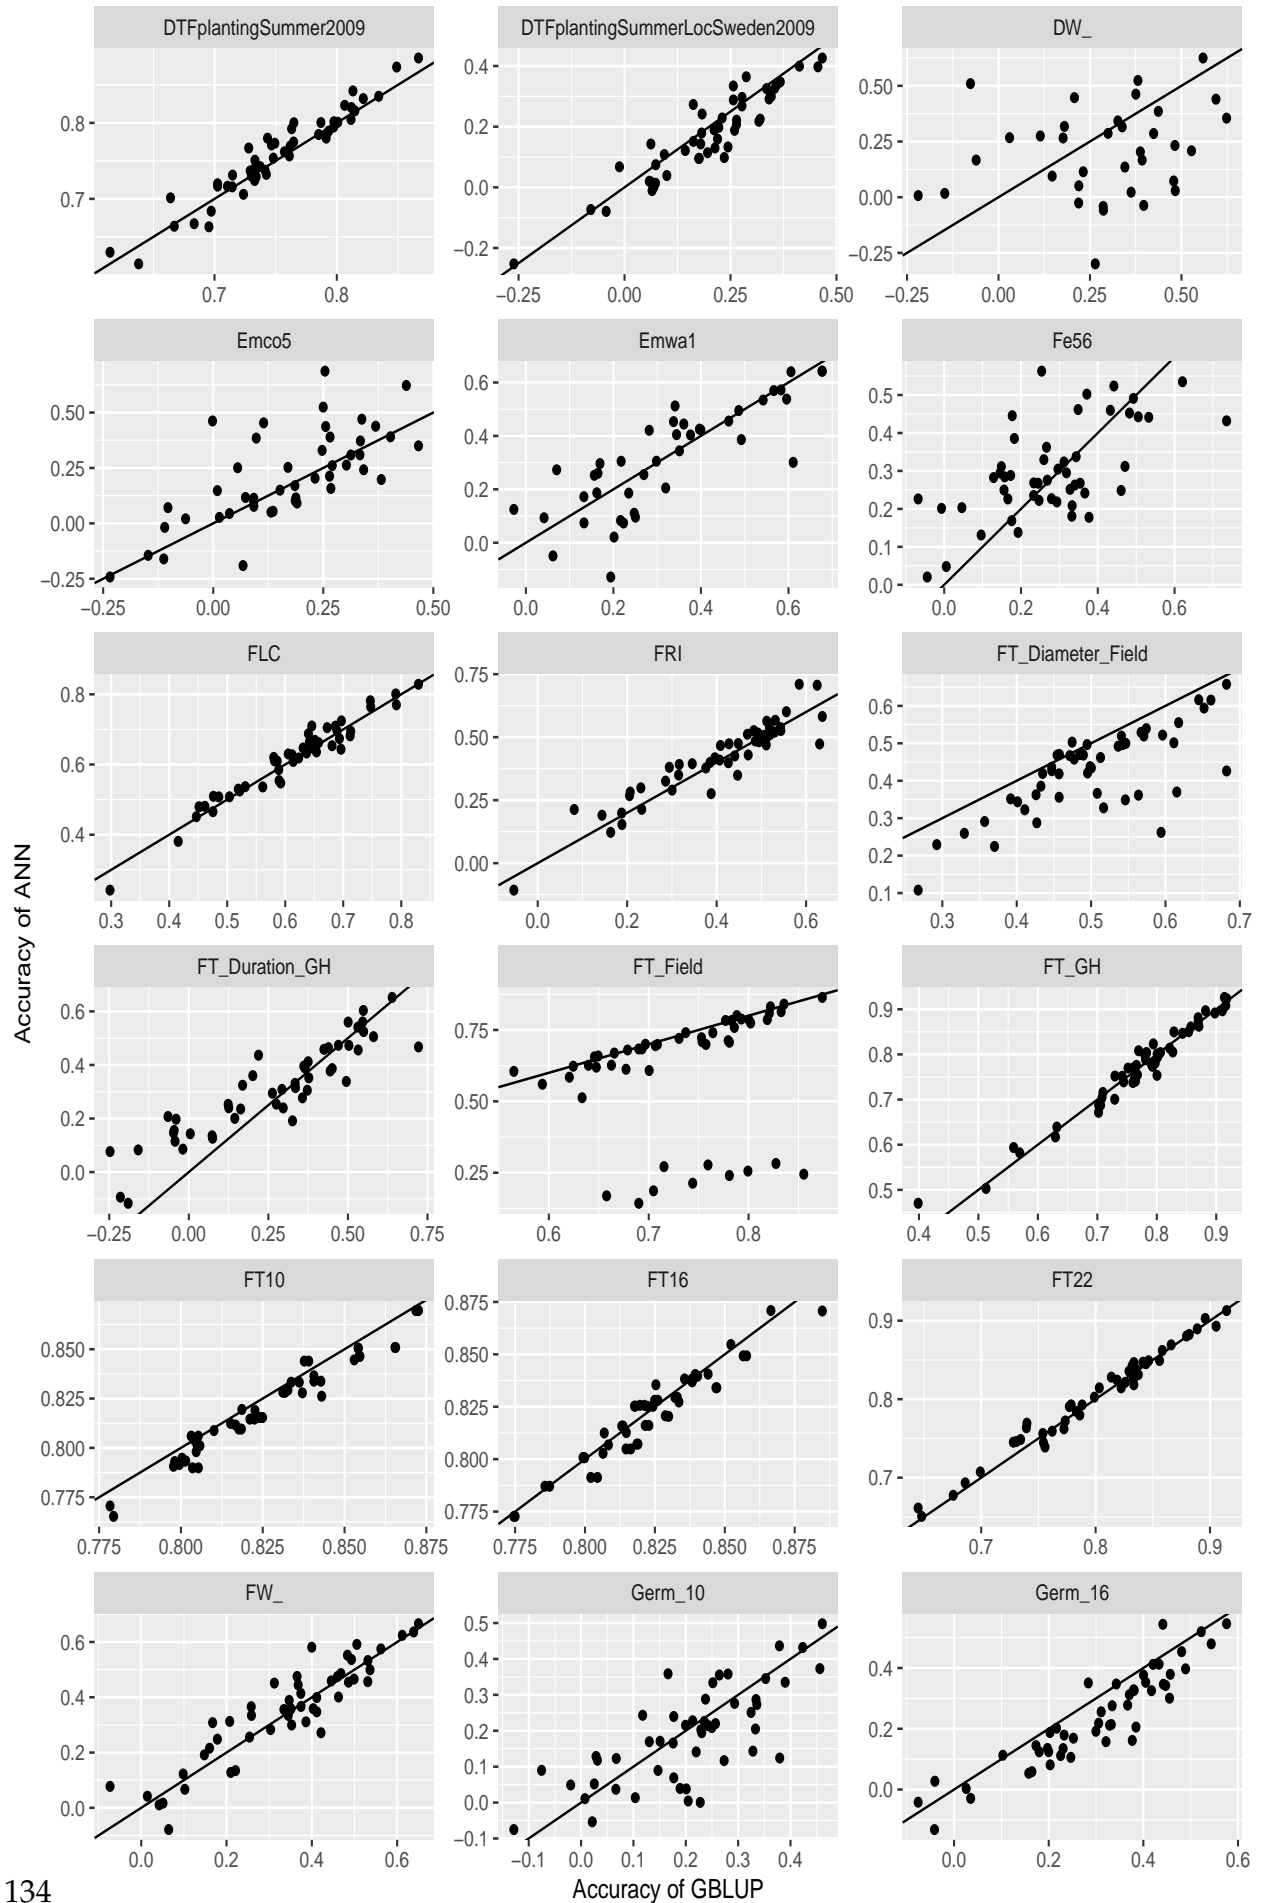 DTFplantingSummer2009
DTFplantingSummerLocSweden2009
DW_
0.8
0.7
0.7 0.8
0.4
0.2
0.0
−0.2
−0.25 0.00 0.25 0.50
0.50
0.25
0.00
−0.25
−0.25 0.00 0.25 0.50
Emco5
Emwa1
Fe56
0.50
0.25
0.00
−0.25
−0.25 0.00 0.25 0.50
0.6
0.4
0.2
0.0
0.0 0.2 0.4 0.6
0.5
0.4
0.3
0.2
0.1
0.0
0.0 0.2 0.4 0.6
FLC
FRI
FT_Diameter_Field
0.8
0.6
0.4
0.3 0.4 0.5 0.6 0.7 0.8
0.75
0.50
0.25
0.00
0.0 0.2 0.4 0.6
0.6
0.5
0.4
0.3
0.2
0.1
0.3 0.4 0.5 0.6 0.7
Accuracy of ANN
FT_Duration_GH
FT_Field
FT_GH
0.6
0.4
0.2
0.0
−0.25 0.00 0.25 0.50 0.75
0.75
0.50
0.25
0.6 0.7 0.8
0.9
0.8
0.7
0.6
0.5
0.4 0.5 0.6 0.7 0.8 0.9
FT10
FT16
FT22
0.850
0.825
0.800
0.775
0.775 0.800 0.825 0.850 0.875
0.875
0.850
0.825
0.800
0.775
0.775 0.800 0.825 0.850 0.875
0.9
0.8
0.7
0.7 0.8 0.9
FW_
Germ_10
Germ_16
0.6
0.4
0.2
0.0
0.0 0.2 0.4 0.6
0.5
0.4
0.3
0.2
0.1
0.0
−0.1
−0.1 0.0 0.1 0.2 0.3 0.4
0.4
0.2
0.0
0.0 0.2 0.4 0.6
Accuracy of GBLUP
134